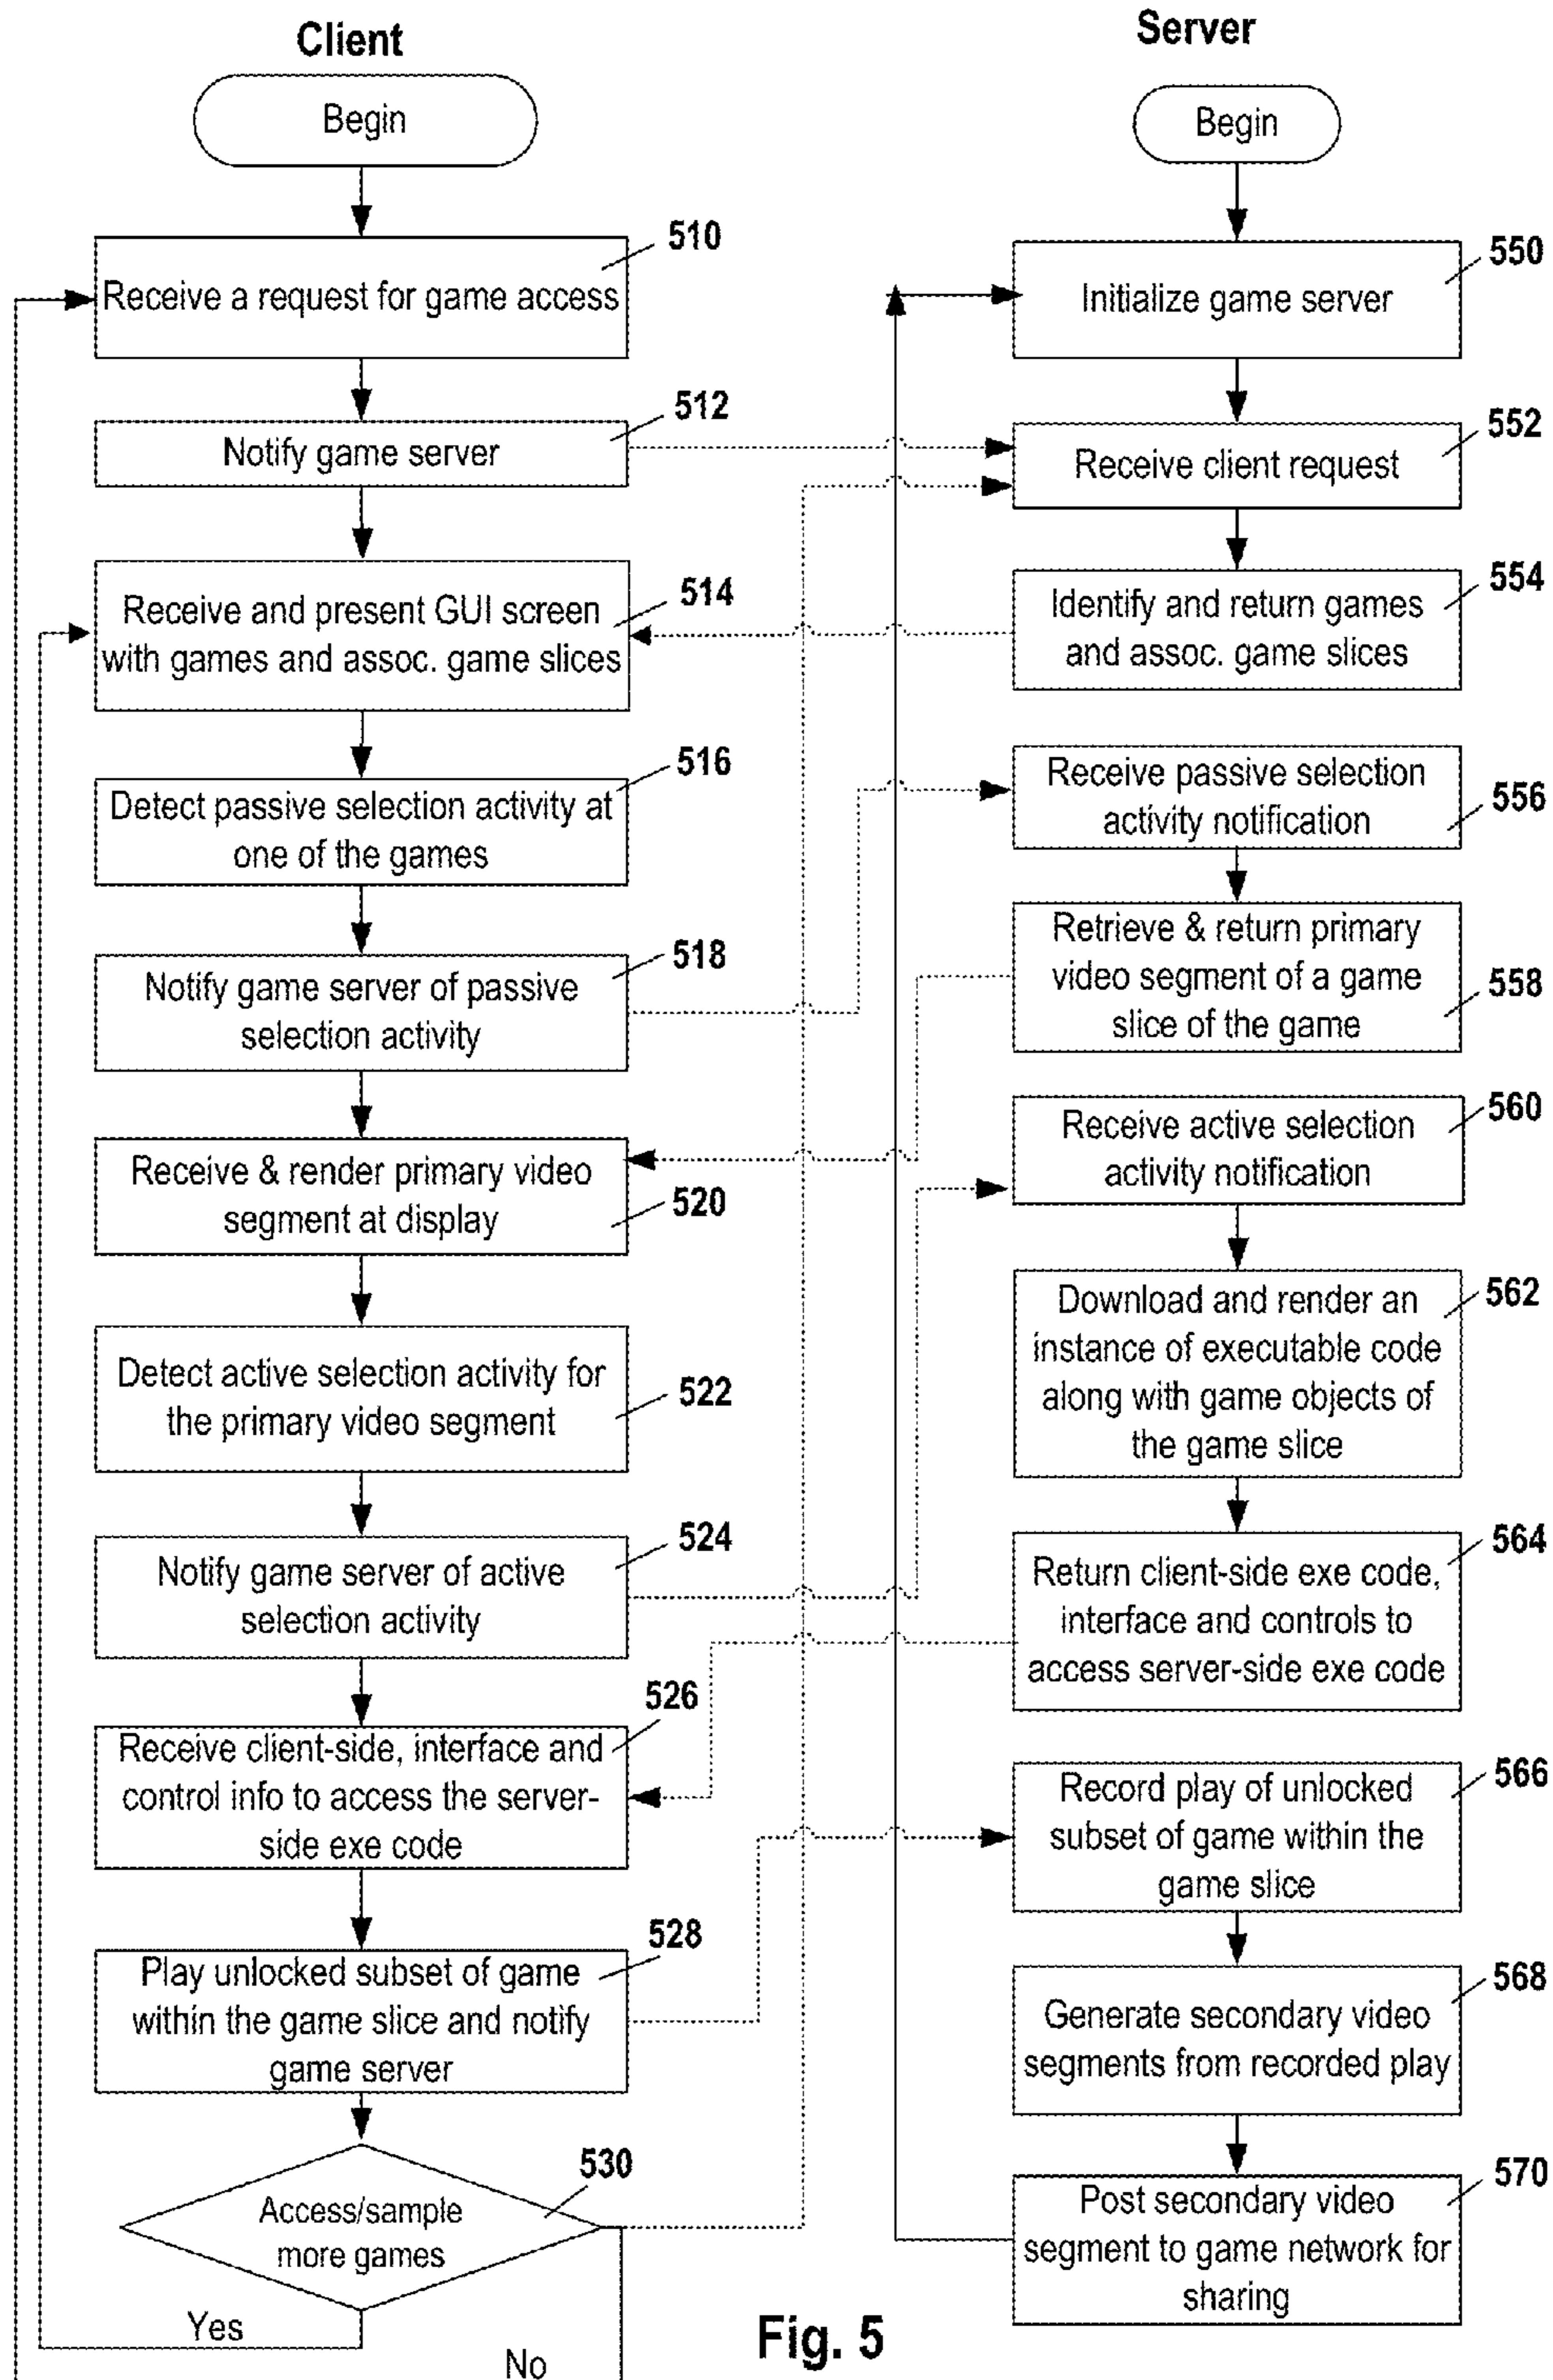 Client
Begin
510
Receive a request for game access
512
Notify game server
514
Receive and present GUI screen
with games and assoc. game slices
516
Detect passive selection activity at
one of the games
518
Notify game server of passive
selection activity
Receive & render primary video
segment at display
520
Detect active selection activity for
the primary video segment
522
524
Notify game server of active
selection activity
526
Receive client-side, interface and
control info to access the server-
side exe code
528
Play unlocked subset of game
within the game slice and notify
game server
530
Access/sample
more games
Yes
No
Server
Begin
550
Initialize game server
552
Receive client request
554
Identify and return games
and assoc. game slices
Receive passive selection
activity notification
556
Retrieve & return primary
video segment of a game
slice of the game
558
560
Receive active selection
activity notification
562
Download and render an
instance of executable code
along with game objects of
the game slice
564
Return client-side exe code,
interface and controls to
access server-side exe code
566
Record play of unlocked
subset of game within the
game slice
568
Generate secondary video
segments from recorded play
570
Post secondary video
segment to game network for
sharing
Fig. 5